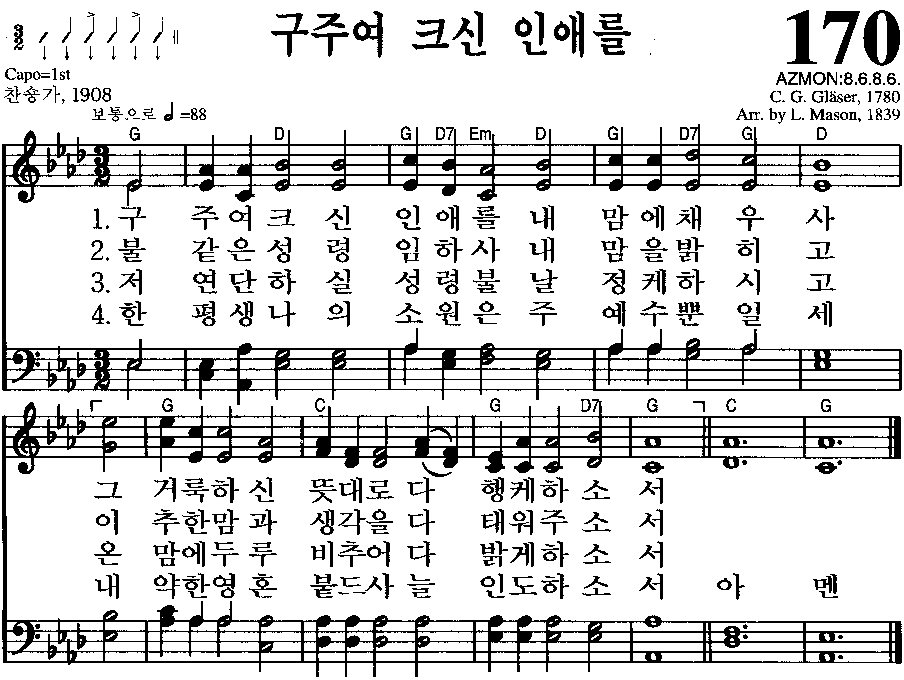 구주여 크신 인애를
170
Capo=1st
AZMON:8.6.8.6.
찬송가, 1908
C. G. Gläser, 1780
보통으로 =88
Arr. by L. Mason, 1839
G D G D7 Em D G D7 G D
1. 구 주여크 신 인애를 내 맘에채 우 사
2. 불 같은성 령 임하사 내 맘을밝 히 고
3. 저 연단하 실 성령불 날 정케하 시 고
4. 한 평생나 의 소원은 주 예수뿐 일 세
G C G D7 G C G
그 거룩하 신 뜻대로 다 행케하 소 서
이 추한맘 과 생각을 다 태워주 소 서
온 맘에두 루 비추어 다 밝게하 소 서
내 약한영 혼 붙드사 늘 인도하 소 서 아 멘